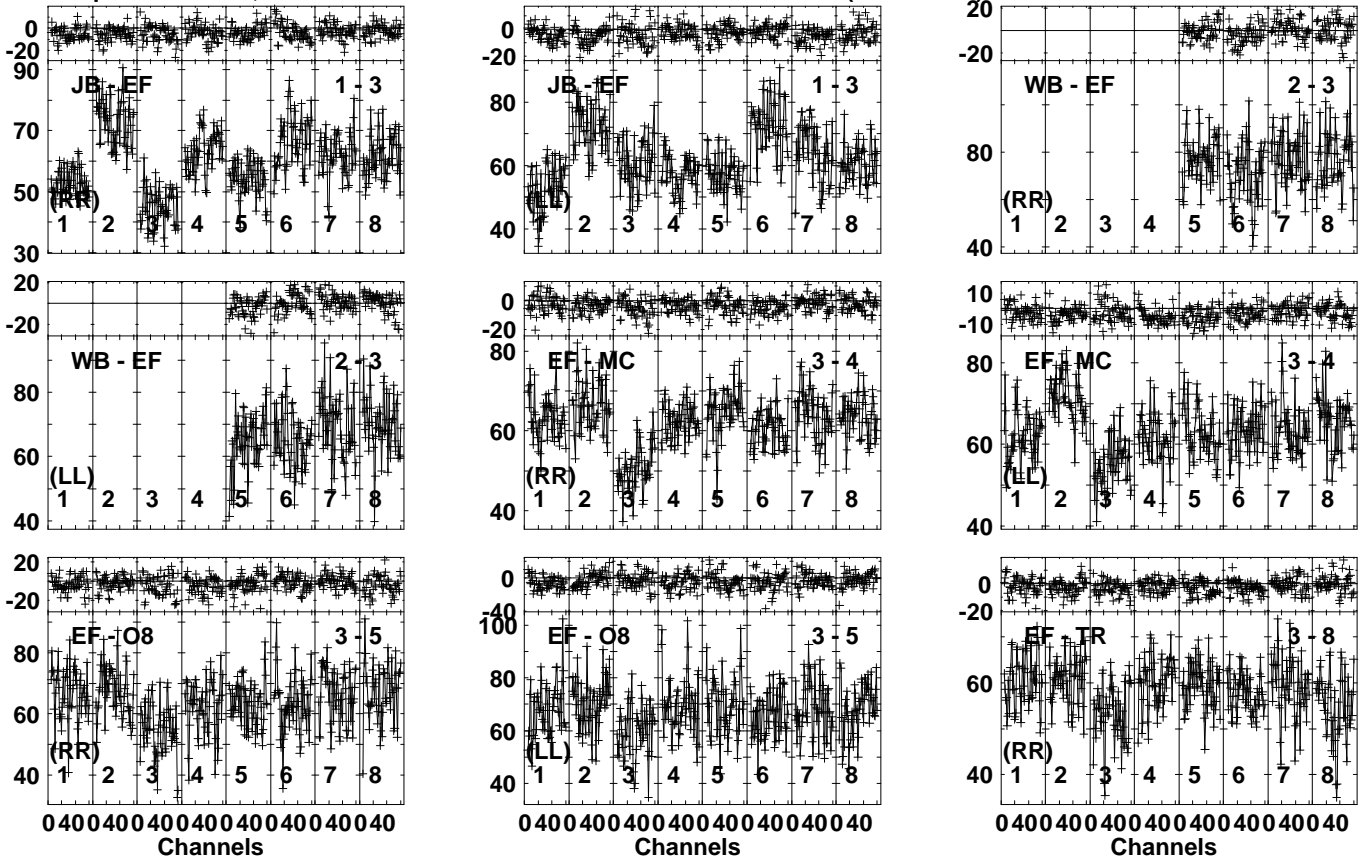 0 0 20
-20 -20 -20
90 JB - EF 1 - 3 80 JB - EF 1 - 3 WB - EF 2 - 3
70 60 80
50
(RR) (LL) (RR)
1 2 3 4 5 6 7 8 1 2 3 4 5 6 7 8 1 2 3 4 5 6 7 8
30 40 40
20 0 10
-20 -20 -10
WB - EF 2 - 3 80 EF - MC 3 - 4 80 EF - MC 3 - 4
80
60 60 60
(LL) (RR) (LL)
1 2 3 4 5 6 7 8 1 2 3 4 5 6 7 8 1 2 3 4 5 6 7 8
40 40 40
20 0 0
-20 -40 -20
100
EF - O8 3 - 5 EF - O8 3 - 5 EF - TR 3 - 8
80 80 60
60 60
(RR) (LL) (RR)
1 2 3 4 5 6 7 8 1 2 3 4 5 6 7 8 1 2 3 4 5 6 7 8
40 40 40
0 40 0 40 0 40 0 40 0 40 0 40 0 40 0 40 0 40 0 40 0 40 0 40 0 40 0 40 0 40 0 40 0 40 0 40 0 40 0 40 0 40 0 40 0 40 0 40
Channels Channels Channels